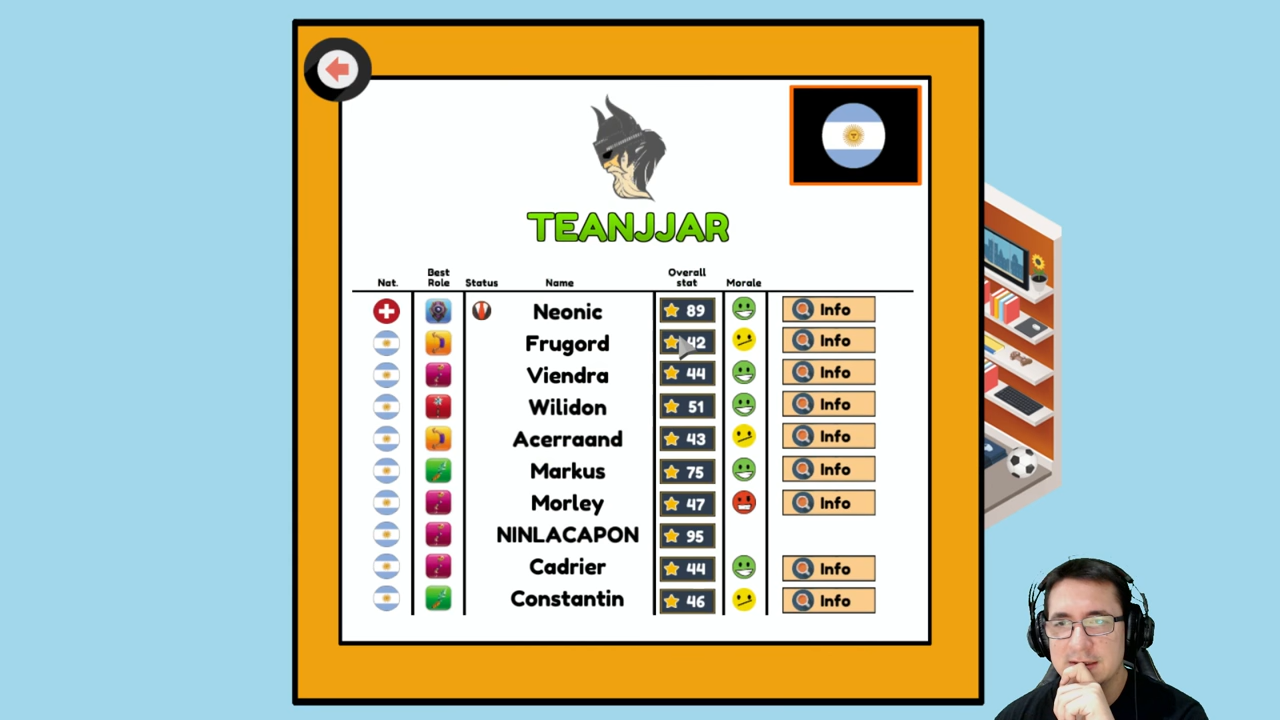 TEANJJAR
Nat. Best Role Status Name Overall stat Morale
Neonic 89 Info
Frugord 42 Info
Viendra 44 Info
Wilidon 51 Info
Acerraand 43 Info
Markus 75 Info
Morley 47 Info
NINLACAPON 95
Cadrier 44 Info
Constantin 46 Info